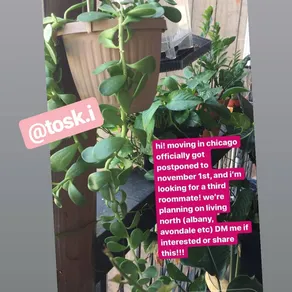 @tosk.i
hi! moving in chicago
officially got
postponed to
november 1st, and i'm
looking for a third
roommate! we're
planning on living
north (albany,
avondale etc) DM me if
interested or share
this!!!